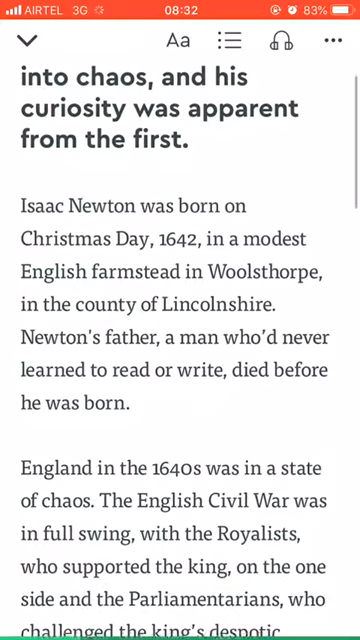 AIRTEL 3G 08:32 83%
Aa
into chaos, and his
curiosity was apparent
from the first.
Isaac Newton was born on
Christmas Day, 1642, in a modest
English farmstead in Woolsthorpe,
in the county of Lincolnshire.
Newton's father, a man who'd never
learned to read or write, died before
he was born.
England in the 1640s was in a state
of chaos. The English Civil War was
in full swing, with the Royalists,
who supported the king, on the one
side and the Parliamentarians, who
challenged the king's despotic